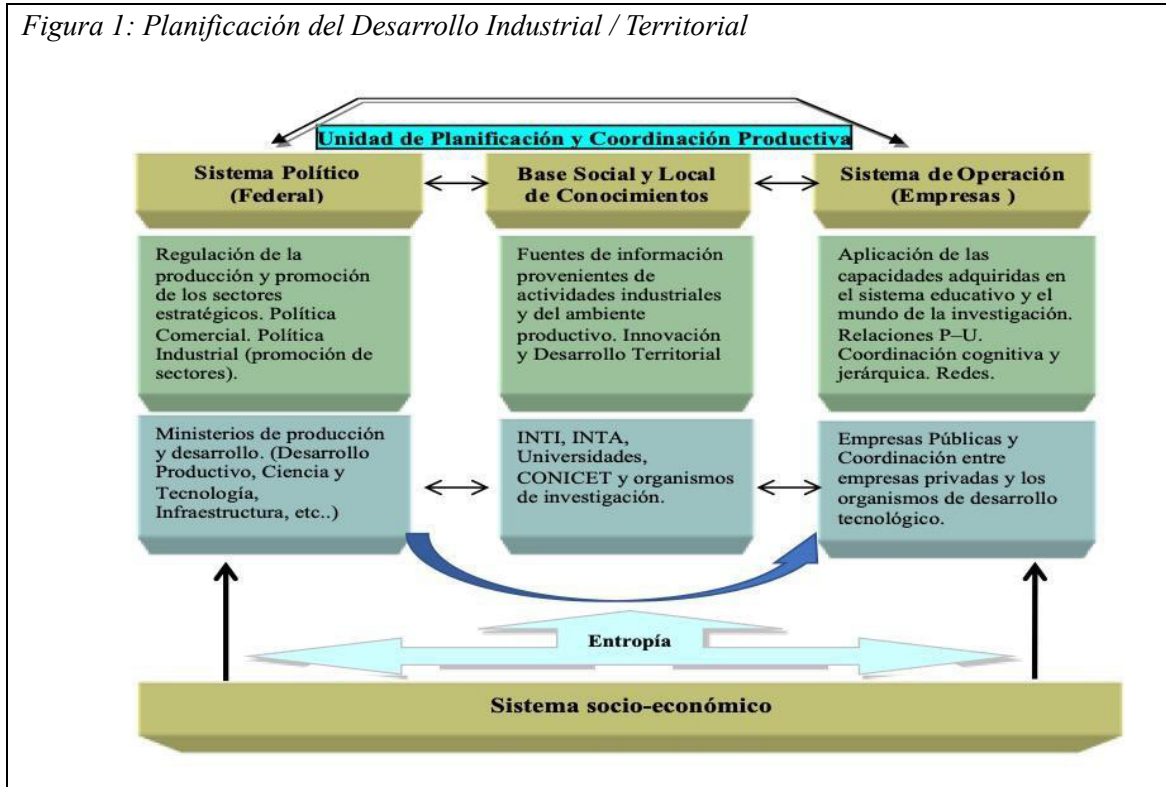 Figura 1: Planificación del Desarrollo Industrial / Territorial
Unidad de Planificación y Coordinación Productiva
Sistema Político
(Federal)
Base Social y Local
de Conocimientos
Sistema de Operación
(Empresas )
Regulación de la
producción y promoción
de los sectores
estratégicos. Política
Comercial. Política
Industrial (promoción de
sectores).
Fuentes de información
provenientes de
actividades industriales
y del ambiente
productivo. Innovación
y Desarrollo Territorial
Aplicación de las
capacidades adquiridas en
el sistema educativo y el
mundo de la investigación.
Relaciones P–U.
Coordinación cognitiva y
jerárquica. Redes.
Ministerios de producción
y desarrollo. (Desarrollo
Productivo, Ciencia y
Tecnología,
Infraestructura, etc..)
INTI, INTA,
Universidades,
CONICET y organismos
de investigación.
Empresas Públicas y
Coordinación entre
empresas privadas y los
organismos de desarrollo
tecnológico.
Entropía
Sistema socio-económico